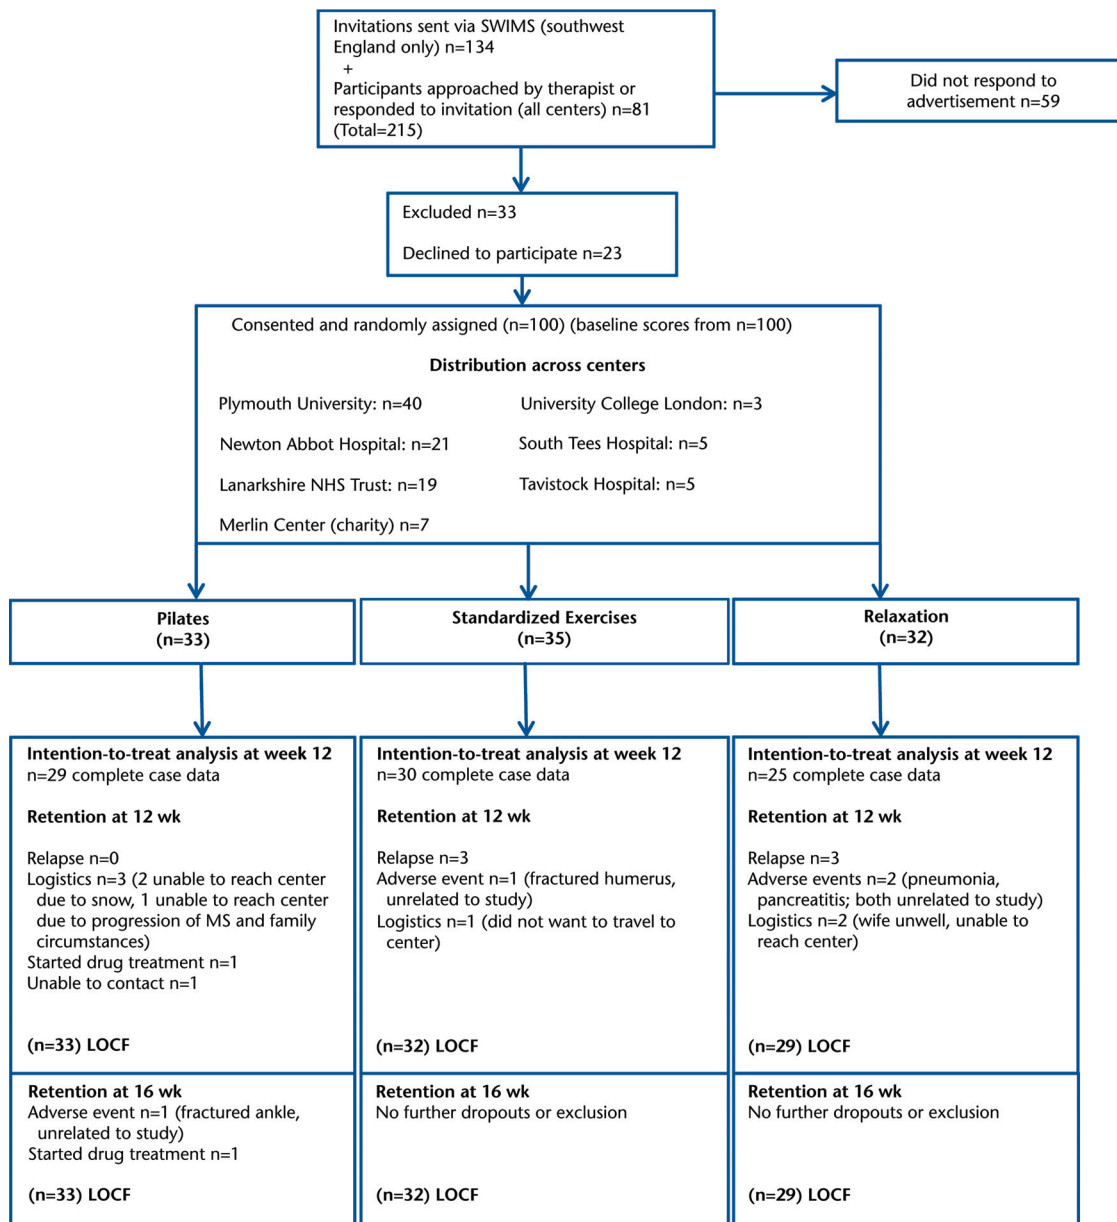 Invitations sent via SWIMS (southwest
England only) n=134
+
Participants approached by therapist or
responded to invitation (all centers) n=81
(Total=215)
Did not respond to
advertisement n=59
Excluded n=33
Declined to participate n=23
Consented and randomly assigned (n=100) (baseline scores from n=100)
Distribution across centers
Plymouth University: n=40
University College London: n=3
Newton Abbot Hospital: n=21
South Tees Hospital: n=5
Lanarkshire NHS Trust: n=19
Tavistock Hospital: n=5
Merlin Center (charity) n=7
Pilates
(n=33)
Standardized Exercises
(n=35)
Relaxation
(n=32)
Intention-to-treat analysis at week 12
n=29 complete case data
Retention at 12 wk
Relapse n=0
Logistics n=3 (2 unable to reach center
due to snow, 1 unable to reach center
due to progression of MS and family
circumstances)
Started drug treatment n=1
Unable to contact n=1
(n=33) LOCF
Intention-to-treat analysis at week 12
n=30 complete case data
Retention at 12 wk
Relapse n=3
Adverse event n=1 (fractured humerus,
unrelated to study)
Logistics n=1 (did not want to travel to
center)
(n=32) LOCF
Intention-to-treat analysis at week 12
n=25 complete case data
Retention at 12 wk
Relapse n=3
Adverse events n=2 (pneumonia,
pancreatitis; both unrelated to study)
Logistics n=2 (wife unwell, unable to
reach center)
(n=29) LOCF
Retention at 16 wk
Adverse event n=1 (fractured ankle,
unrelated to study)
Started drug treatment n=1
(n=33) LOCF
Retention at 16 wk
No further dropouts or exclusion
(n=32) LOCF
Retention at 16 wk
No further dropouts or exclusion
(n=29) LOCF